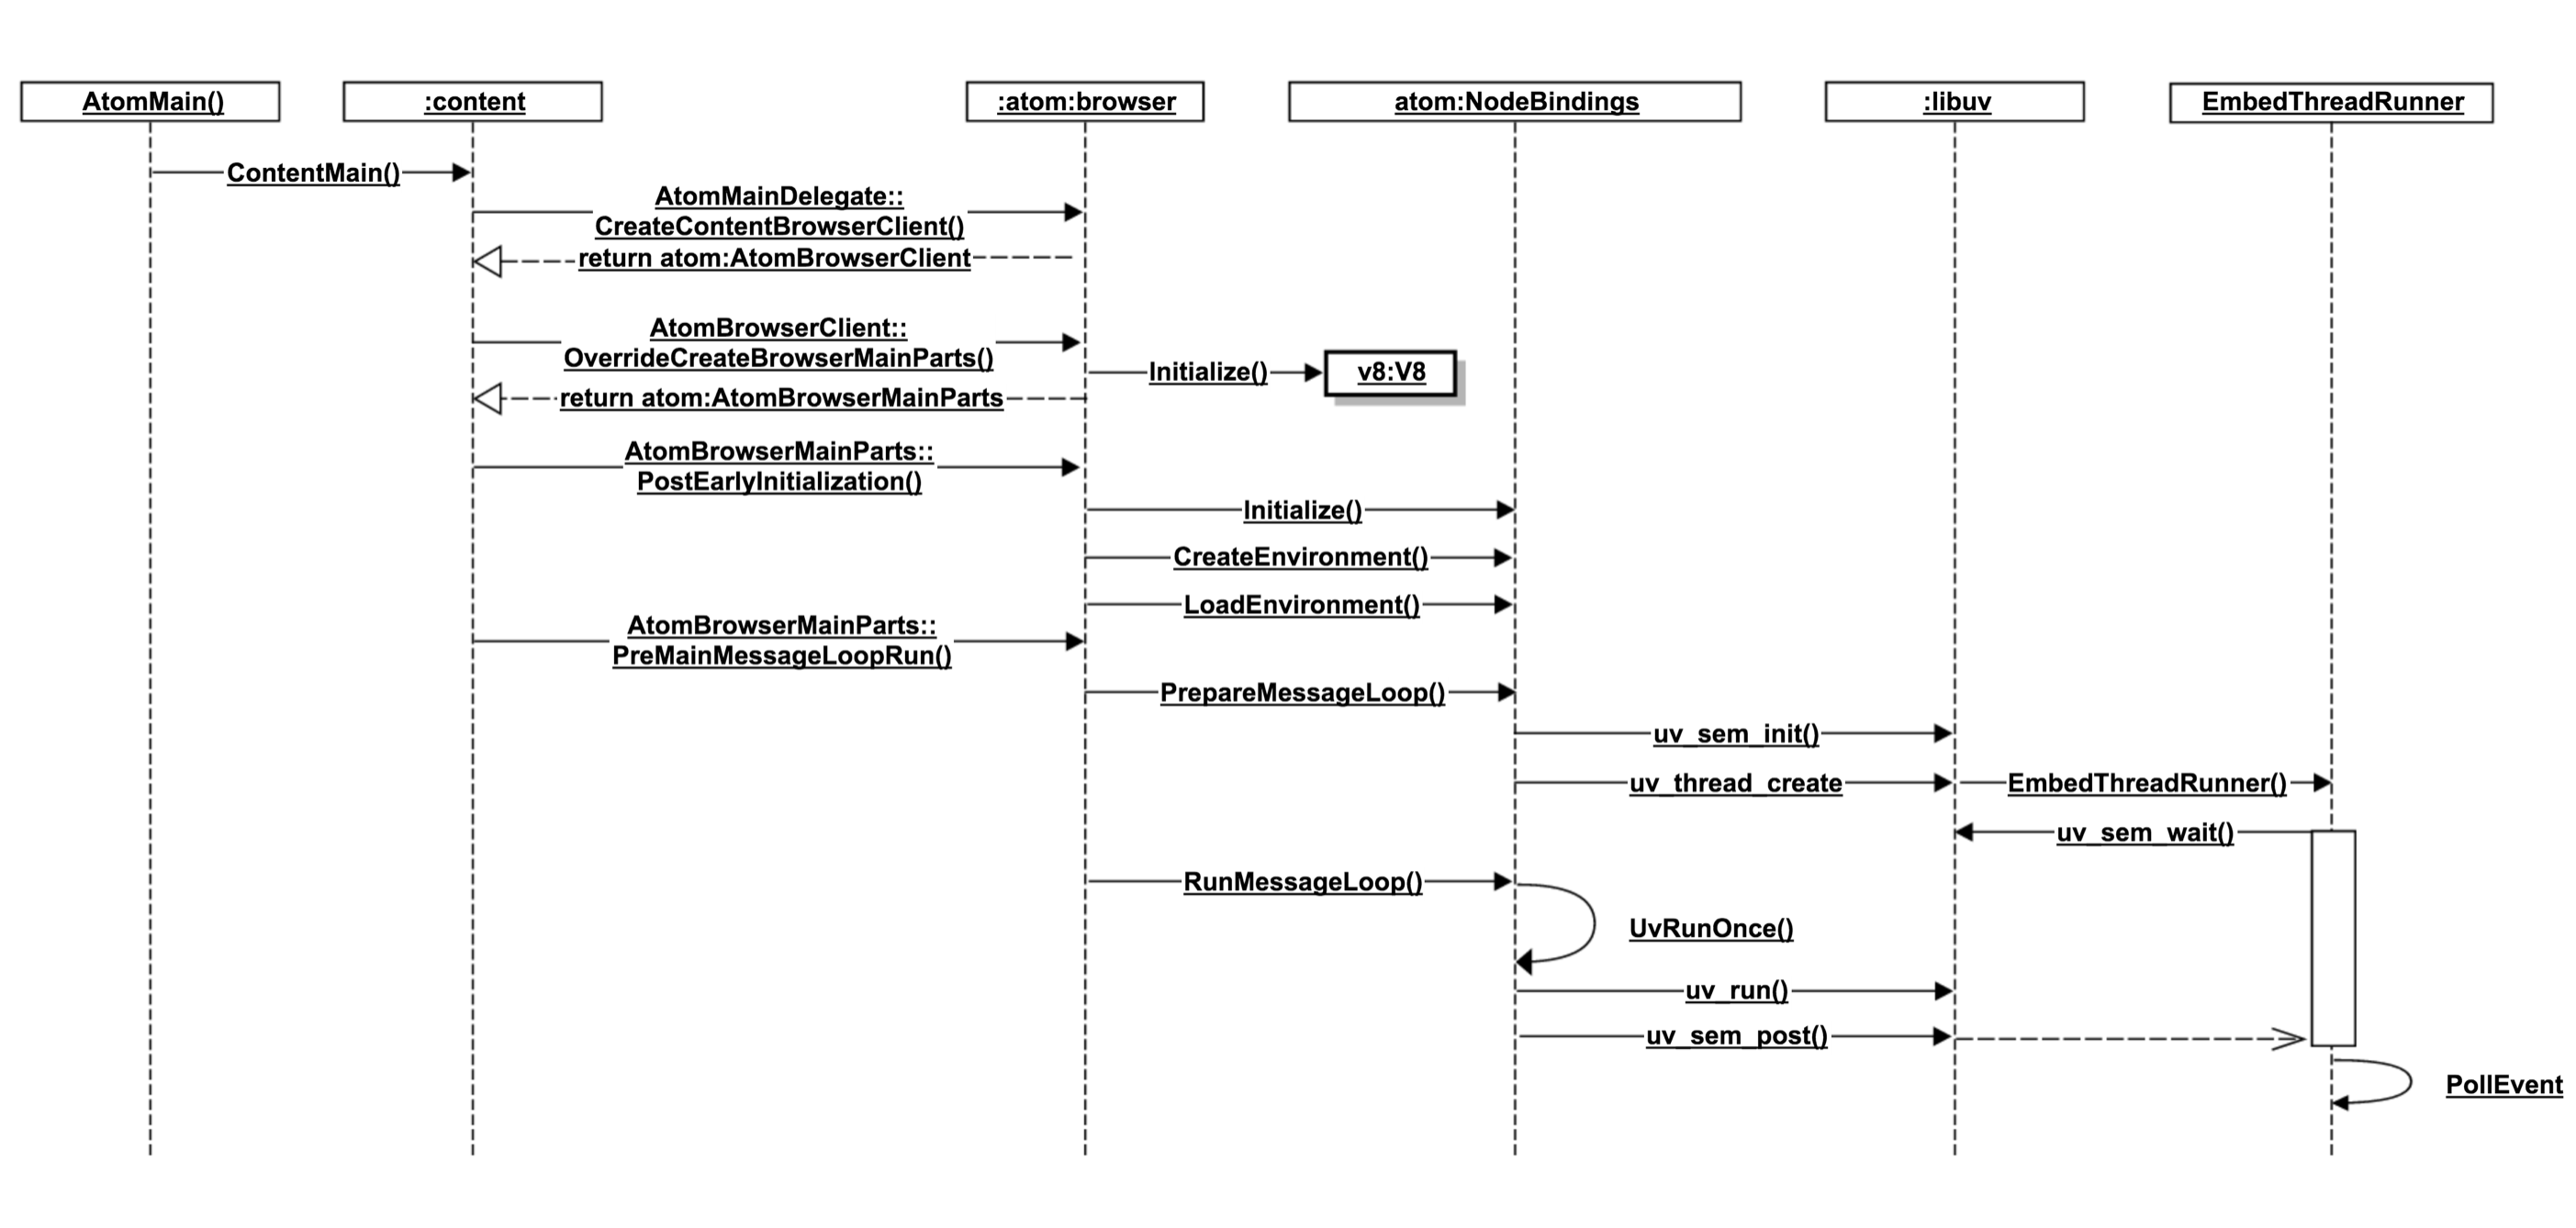 AtomMain()
:content
:atom:browser
atom:NodeBindings
:libuv
EmbedThreadRunner
ContentMain()
AtomMainDelegate::
CreateContentBrowserClient()
return atom:AtomBrowserClient
AtomBrowserClient::
OverrideCreateBrowserMainParts()
Initialize()
v8:V8
return atom:AtomBrowserMainParts
AtomBrowserMainParts::
PostEarlyInitialization()
Initialize()
CreateEnvironment()
LoadEnvironment()
AtomBrowserMainParts::
PreMainMessageLoopRun()
PrepareMessageLoop()
uv_sem_init()
uv_thread_create
EmbedThreadRunner()
uv_sem_wait()
RunMessageLoop()
UvRunOnce()
uv_run()
uv_sem_post()
PollEvent